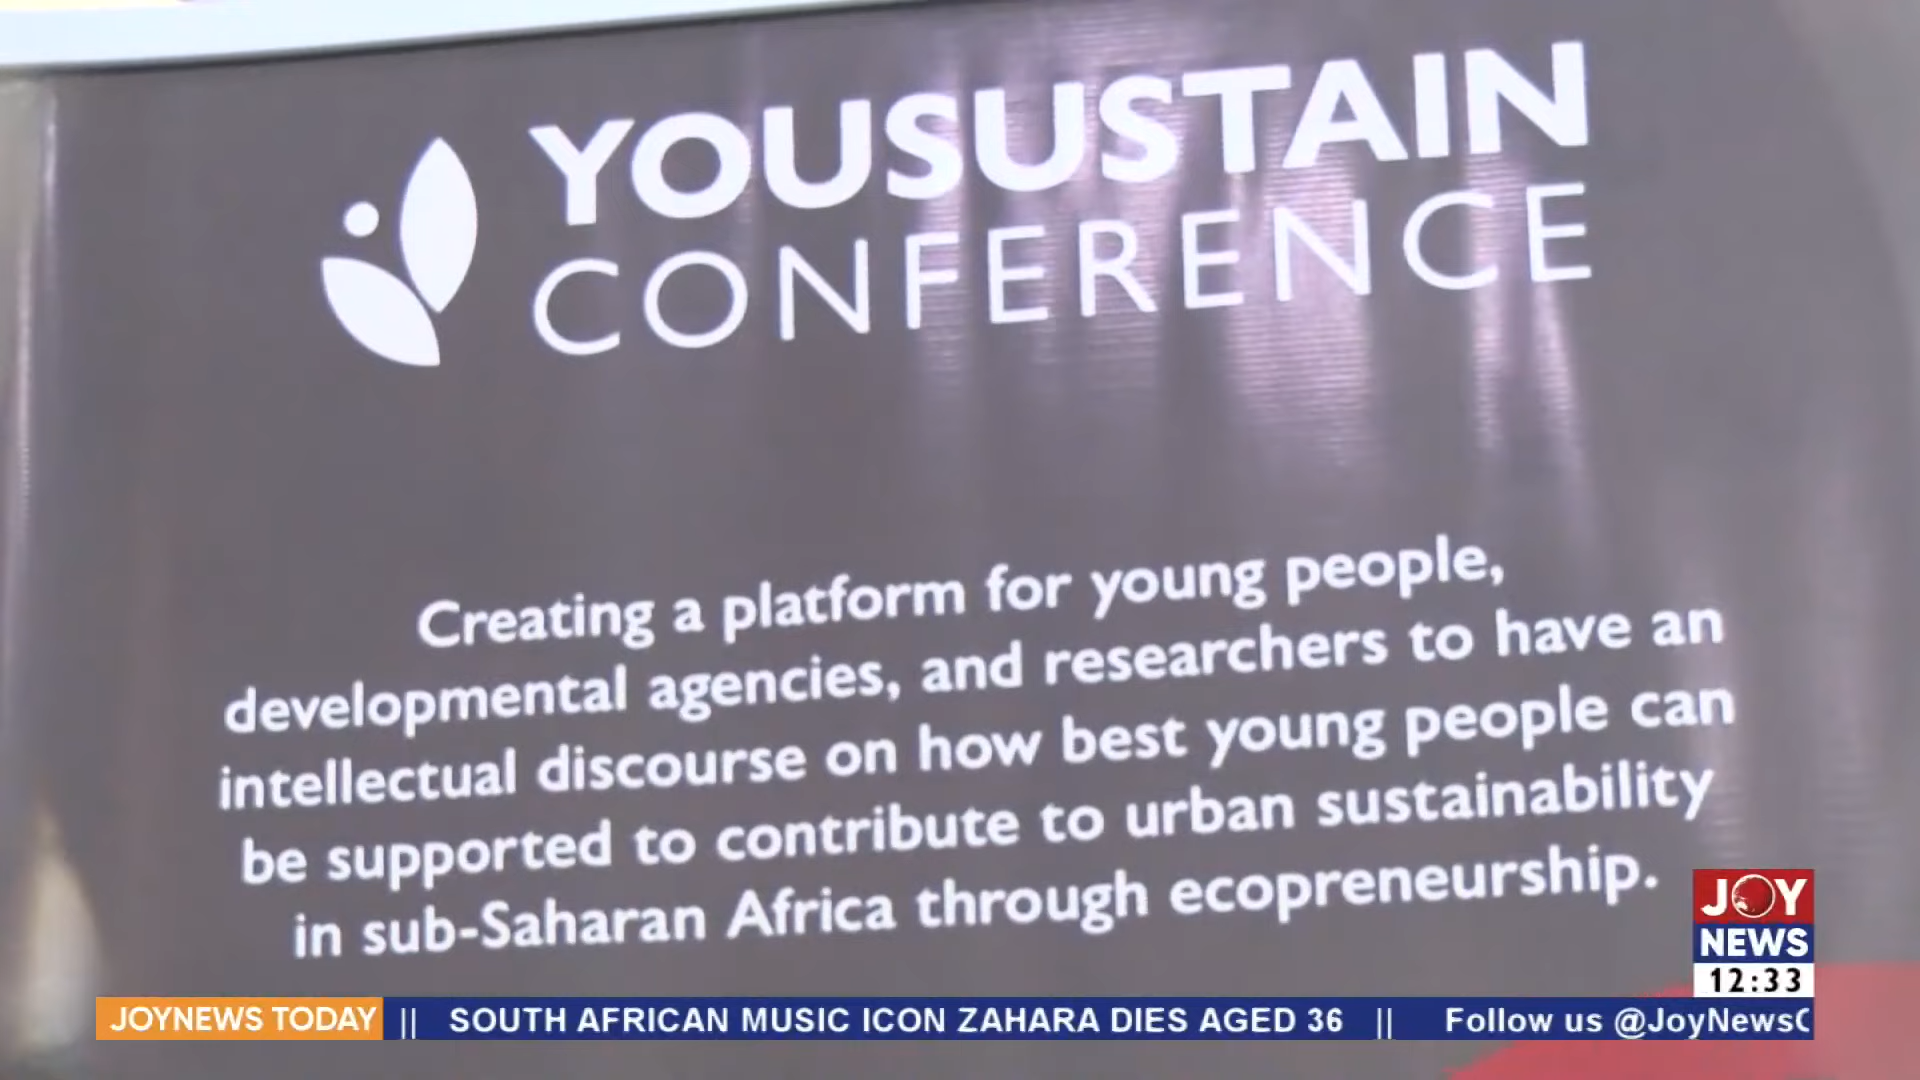 YOUSUSTAIN
CONFERENCE
Creating a platform for young people,
developmental agencies, and researchers to have an
intellectual discourse on how best young people can
be supported to contribute to urban sustainability
in sub-Saharan Africa through ecopreneurship.
JOY
NEWS
12:33
JOYNEWS TODAY || SOUTH AFRICAN MUSIC ICON ZAHARA DIES AGED 36 || Follow us @JoyNews